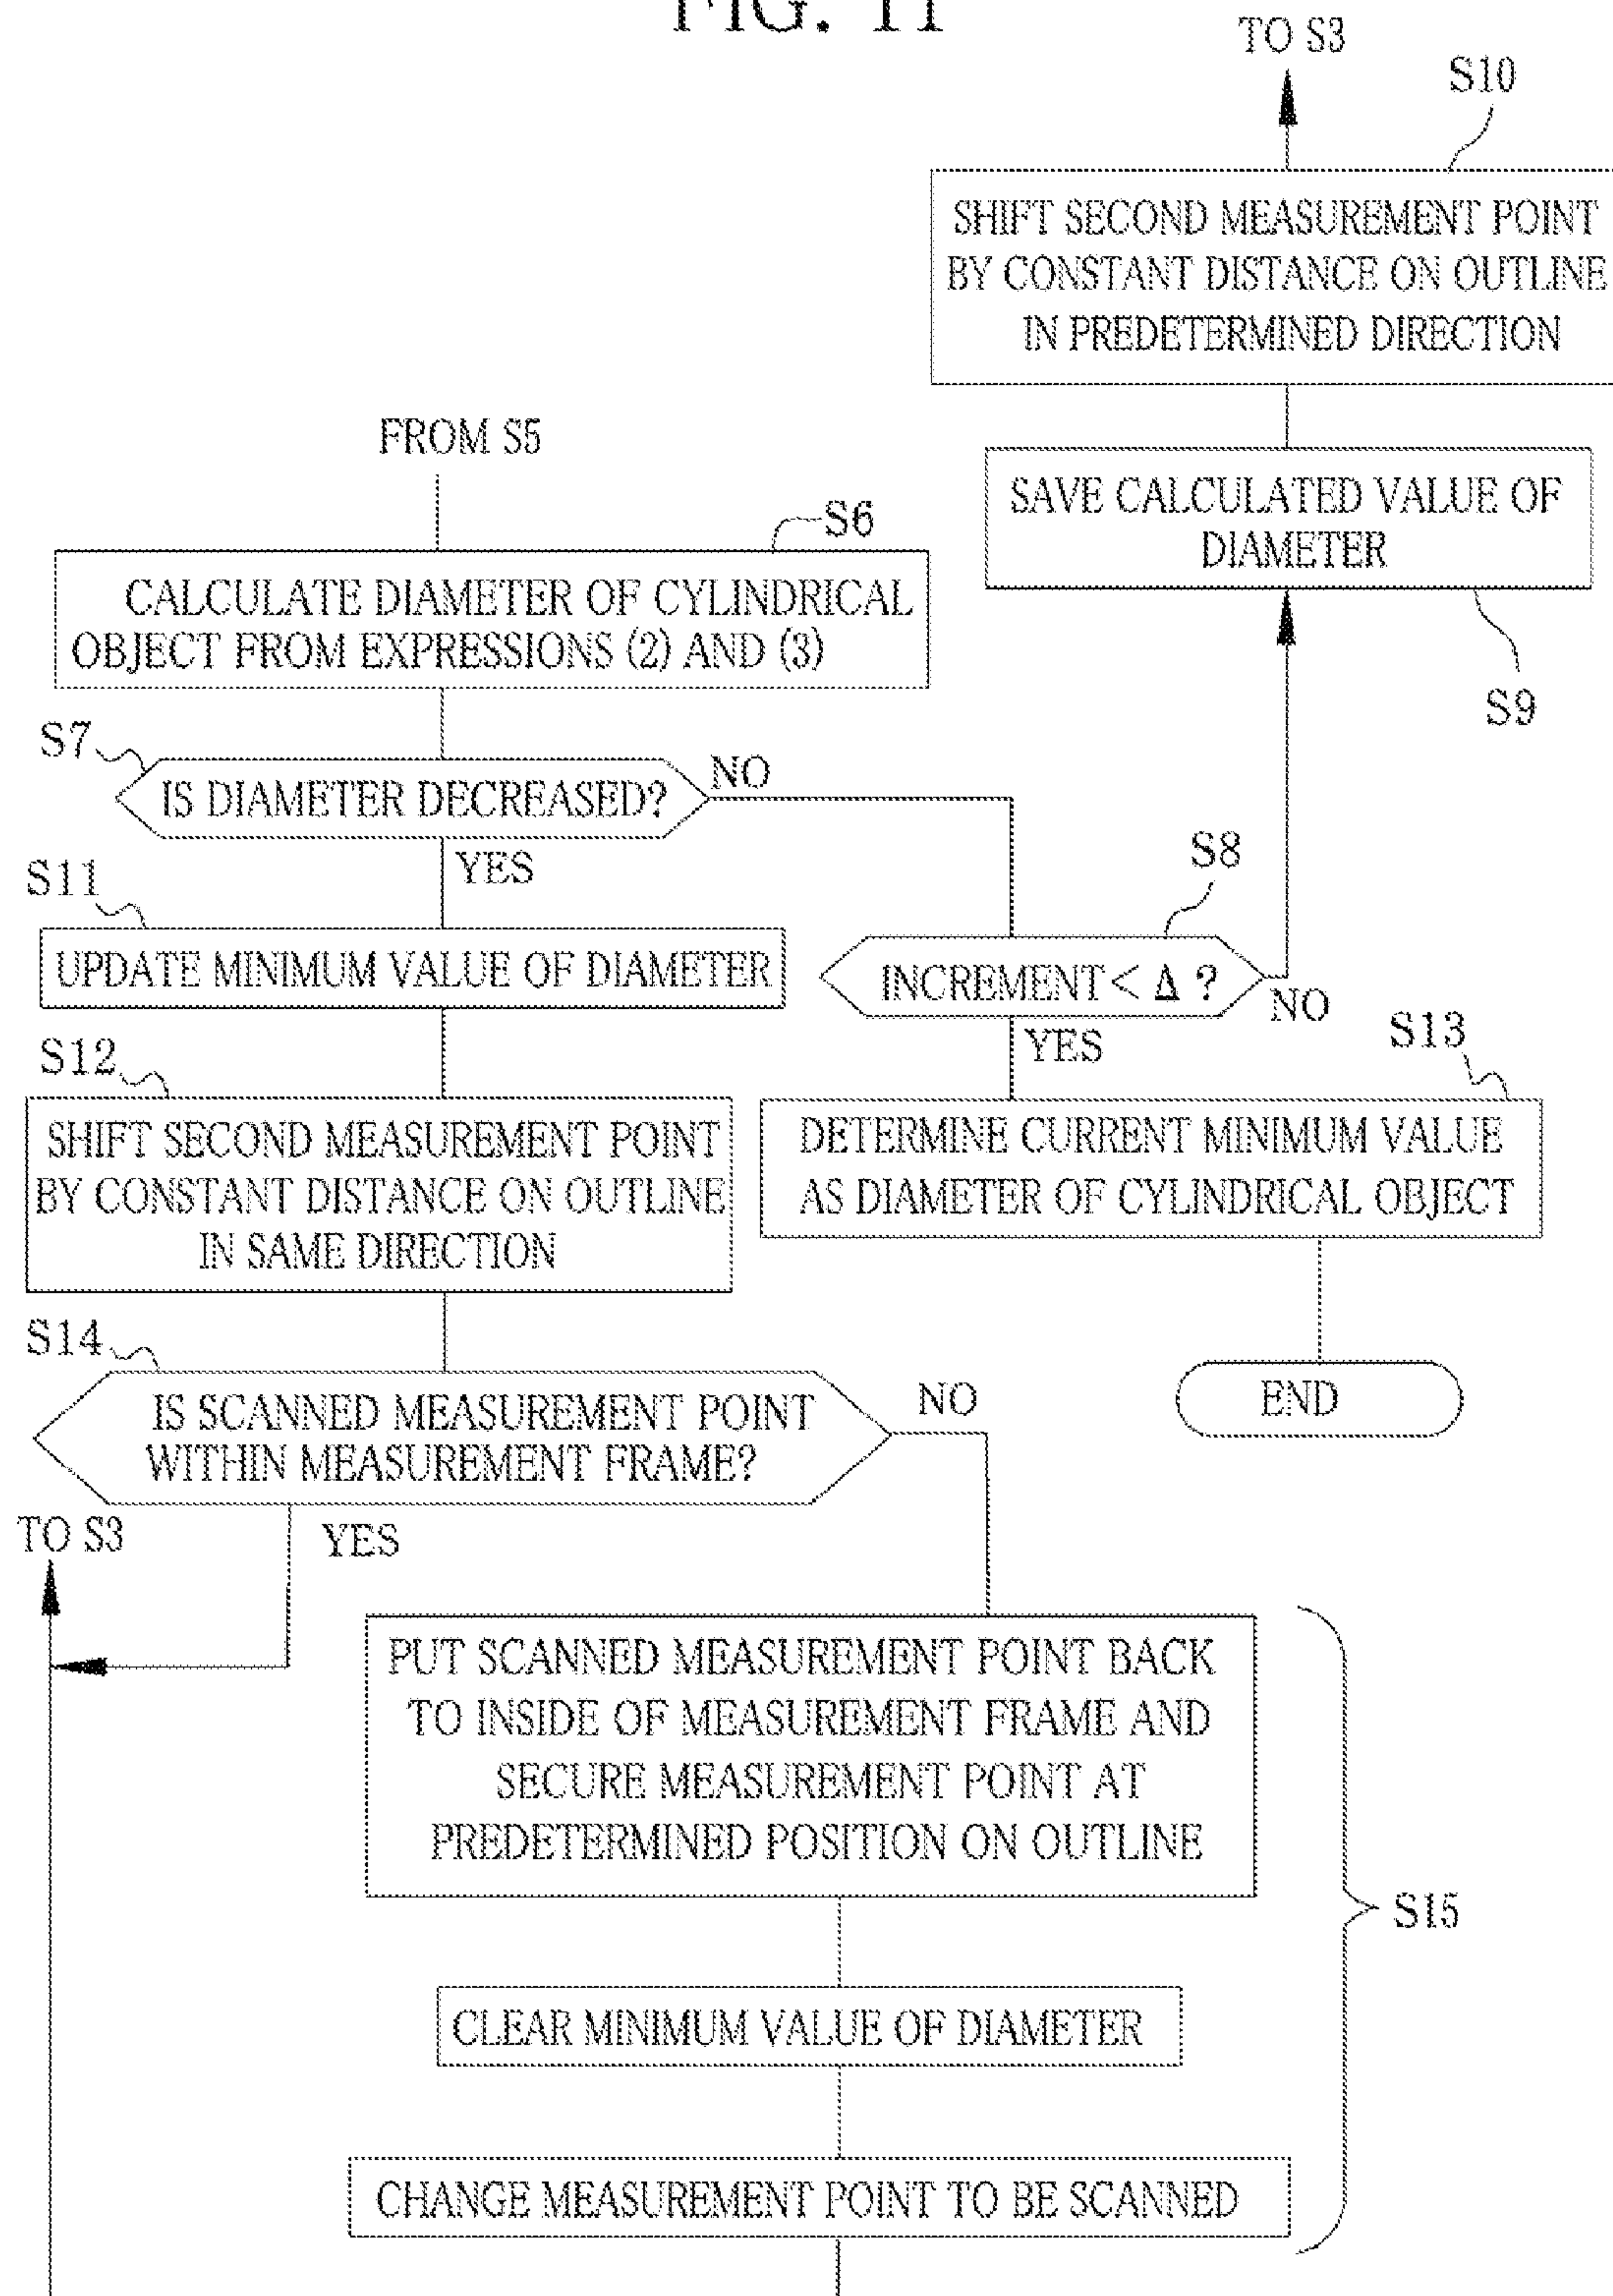 FIG. 11
TO S3
S10
SHIFT SECOND MEASUREMENT POINT
BY CONSTANT DISTANCE ON OUTLINE
IN PREDETERMINED DIRECTION
FROM S5
SAVE CALCULATED VALUE OF
DIAMETER
S9
S6
CALCULATE DIAMETER OF CYLINDRICAL
OBJECT FROM EXPRESSIONS (2) AND (3)
S7
IS DIAMETER DECREASED?
NO
YES
S8
INCREMENT < Δ ?
NO
YES
S11
UPDATE MINIMUM VALUE OF DIAMETER
S12
SHIFT SECOND MEASUREMENT POINT
BY CONSTANT DISTANCE ON OUTLINE
IN SAME DIRECTION
S13
DETERMINE CURRENT MINIMUM VALUE
AS DIAMETER OF CYLINDRICAL OBJECT
END
S14
IS SCANNED MEASUREMENT POINT
WITHIN MEASUREMENT FRAME?
NO
YES
TO S3
PUT SCANNED MEASUREMENT POINT BACK
TO INSIDE OF MEASUREMENT FRAME AND
SECURE MEASUREMENT POINT AT
PREDETERMINED POSITION ON OUTLINE
S15
CLEAR MINIMUM VALUE OF DIAMETER
CHANGE MEASUREMENT POINT TO BE SCANNED